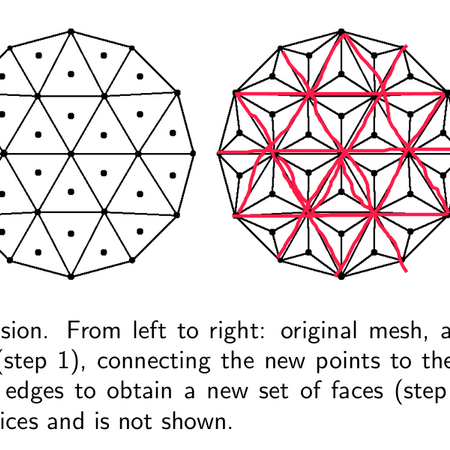 sion. From left to right: original mesh, a
(step 1), connecting the new points to the
edges to obtain a new set of faces (step
ices and is not shown.